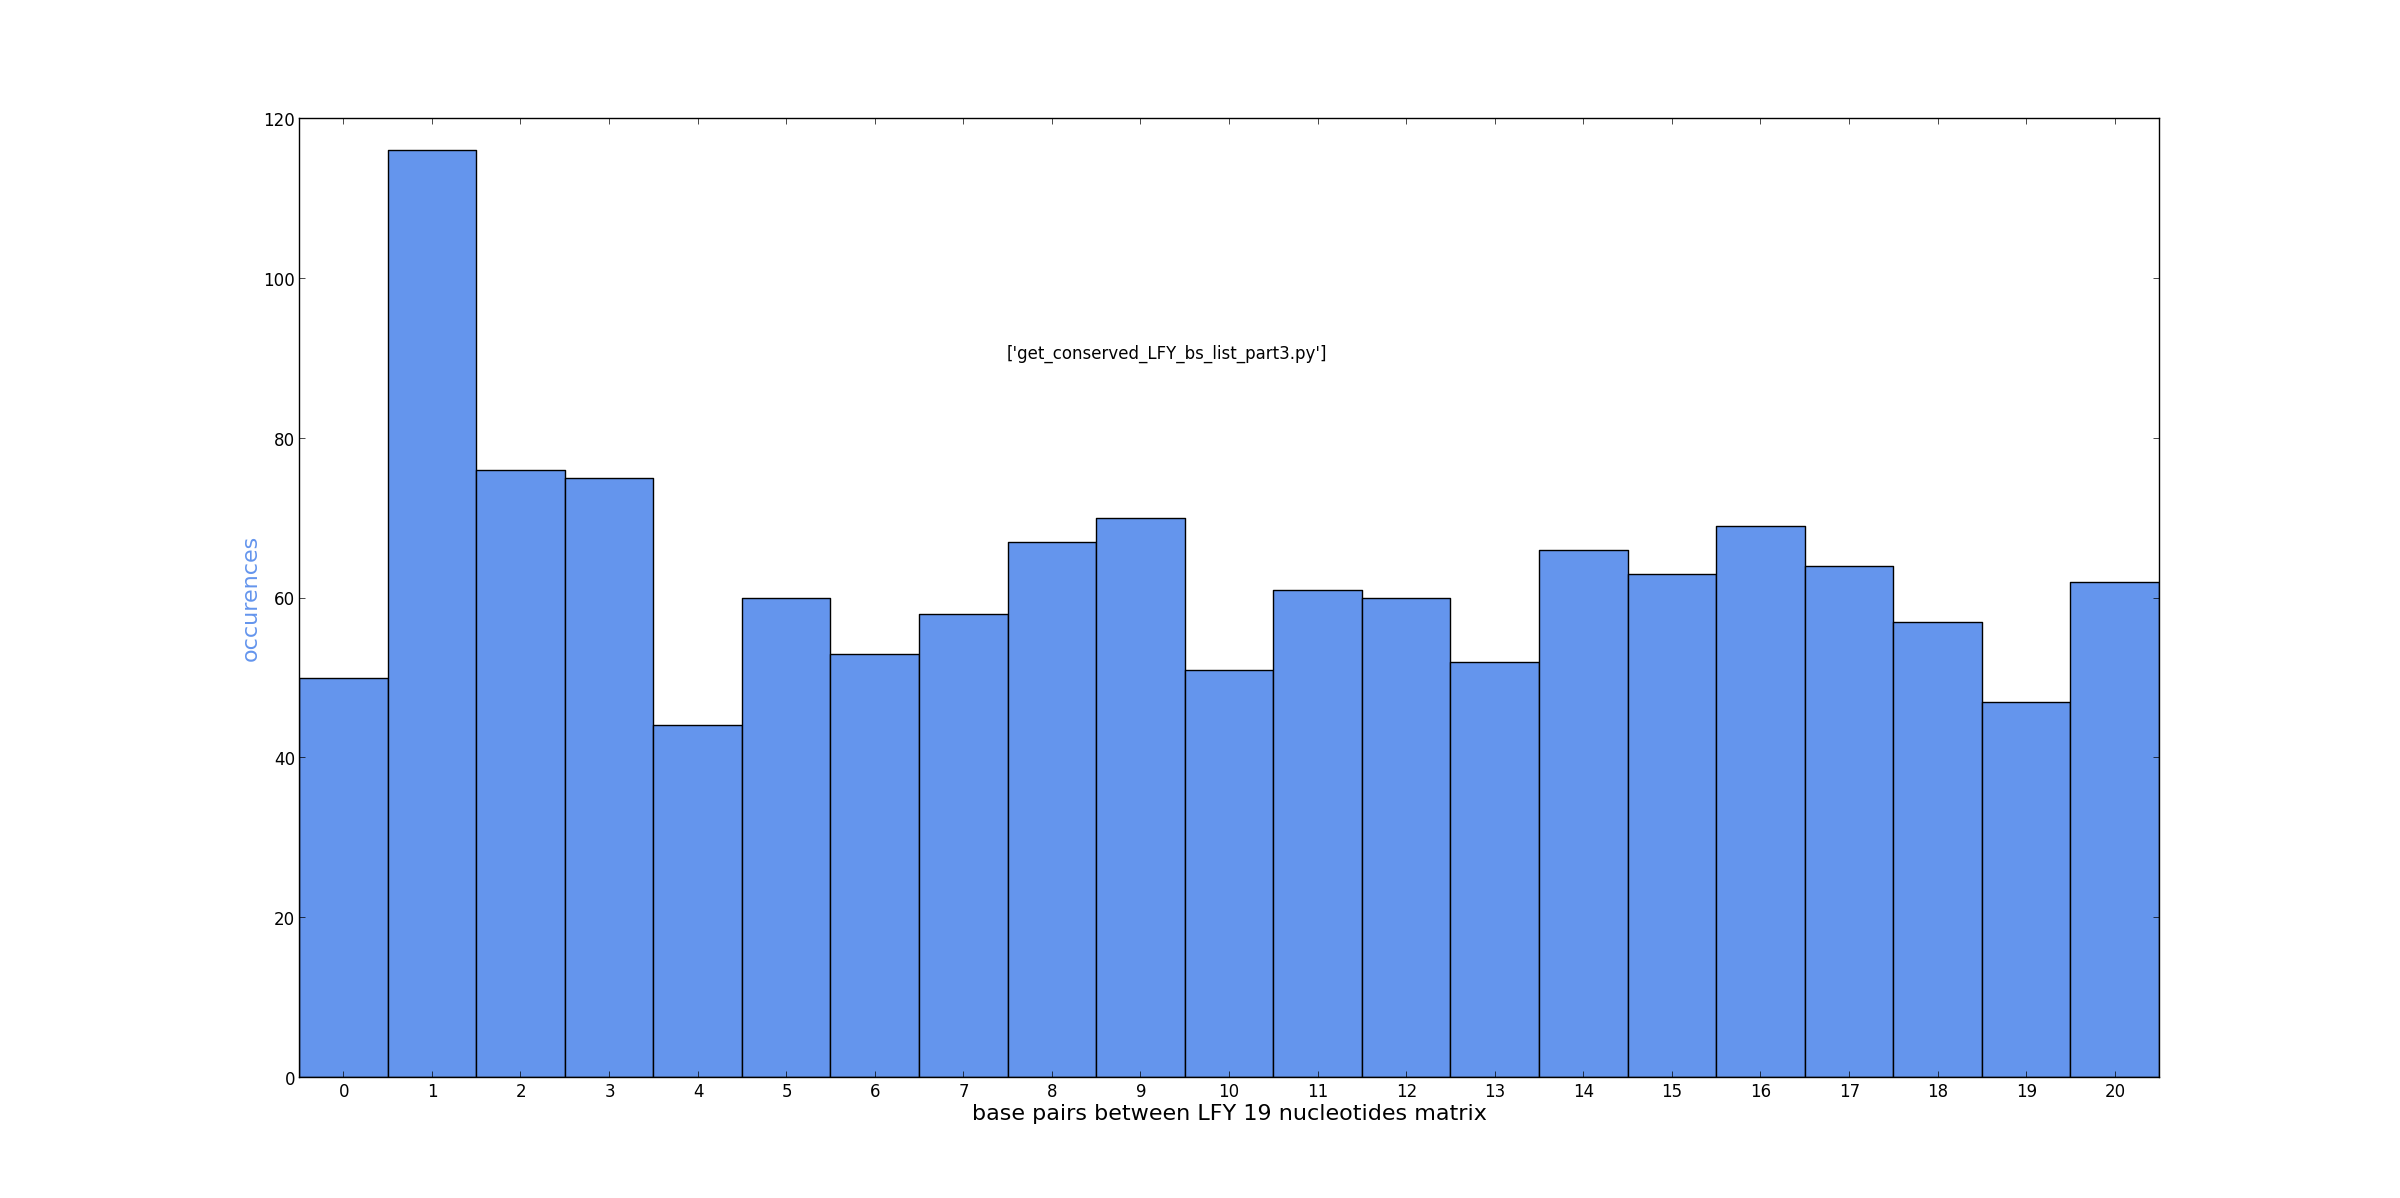 120
100
80
60
40
20
0
occurences
['get_conserved_LFY_bs_list_part3.py']
0 1 2 3 4 5 6 7 8 9 10 11 12 13 14 15 16 17 18 19 20
base pairs between LFY 19 nucleotides matrix